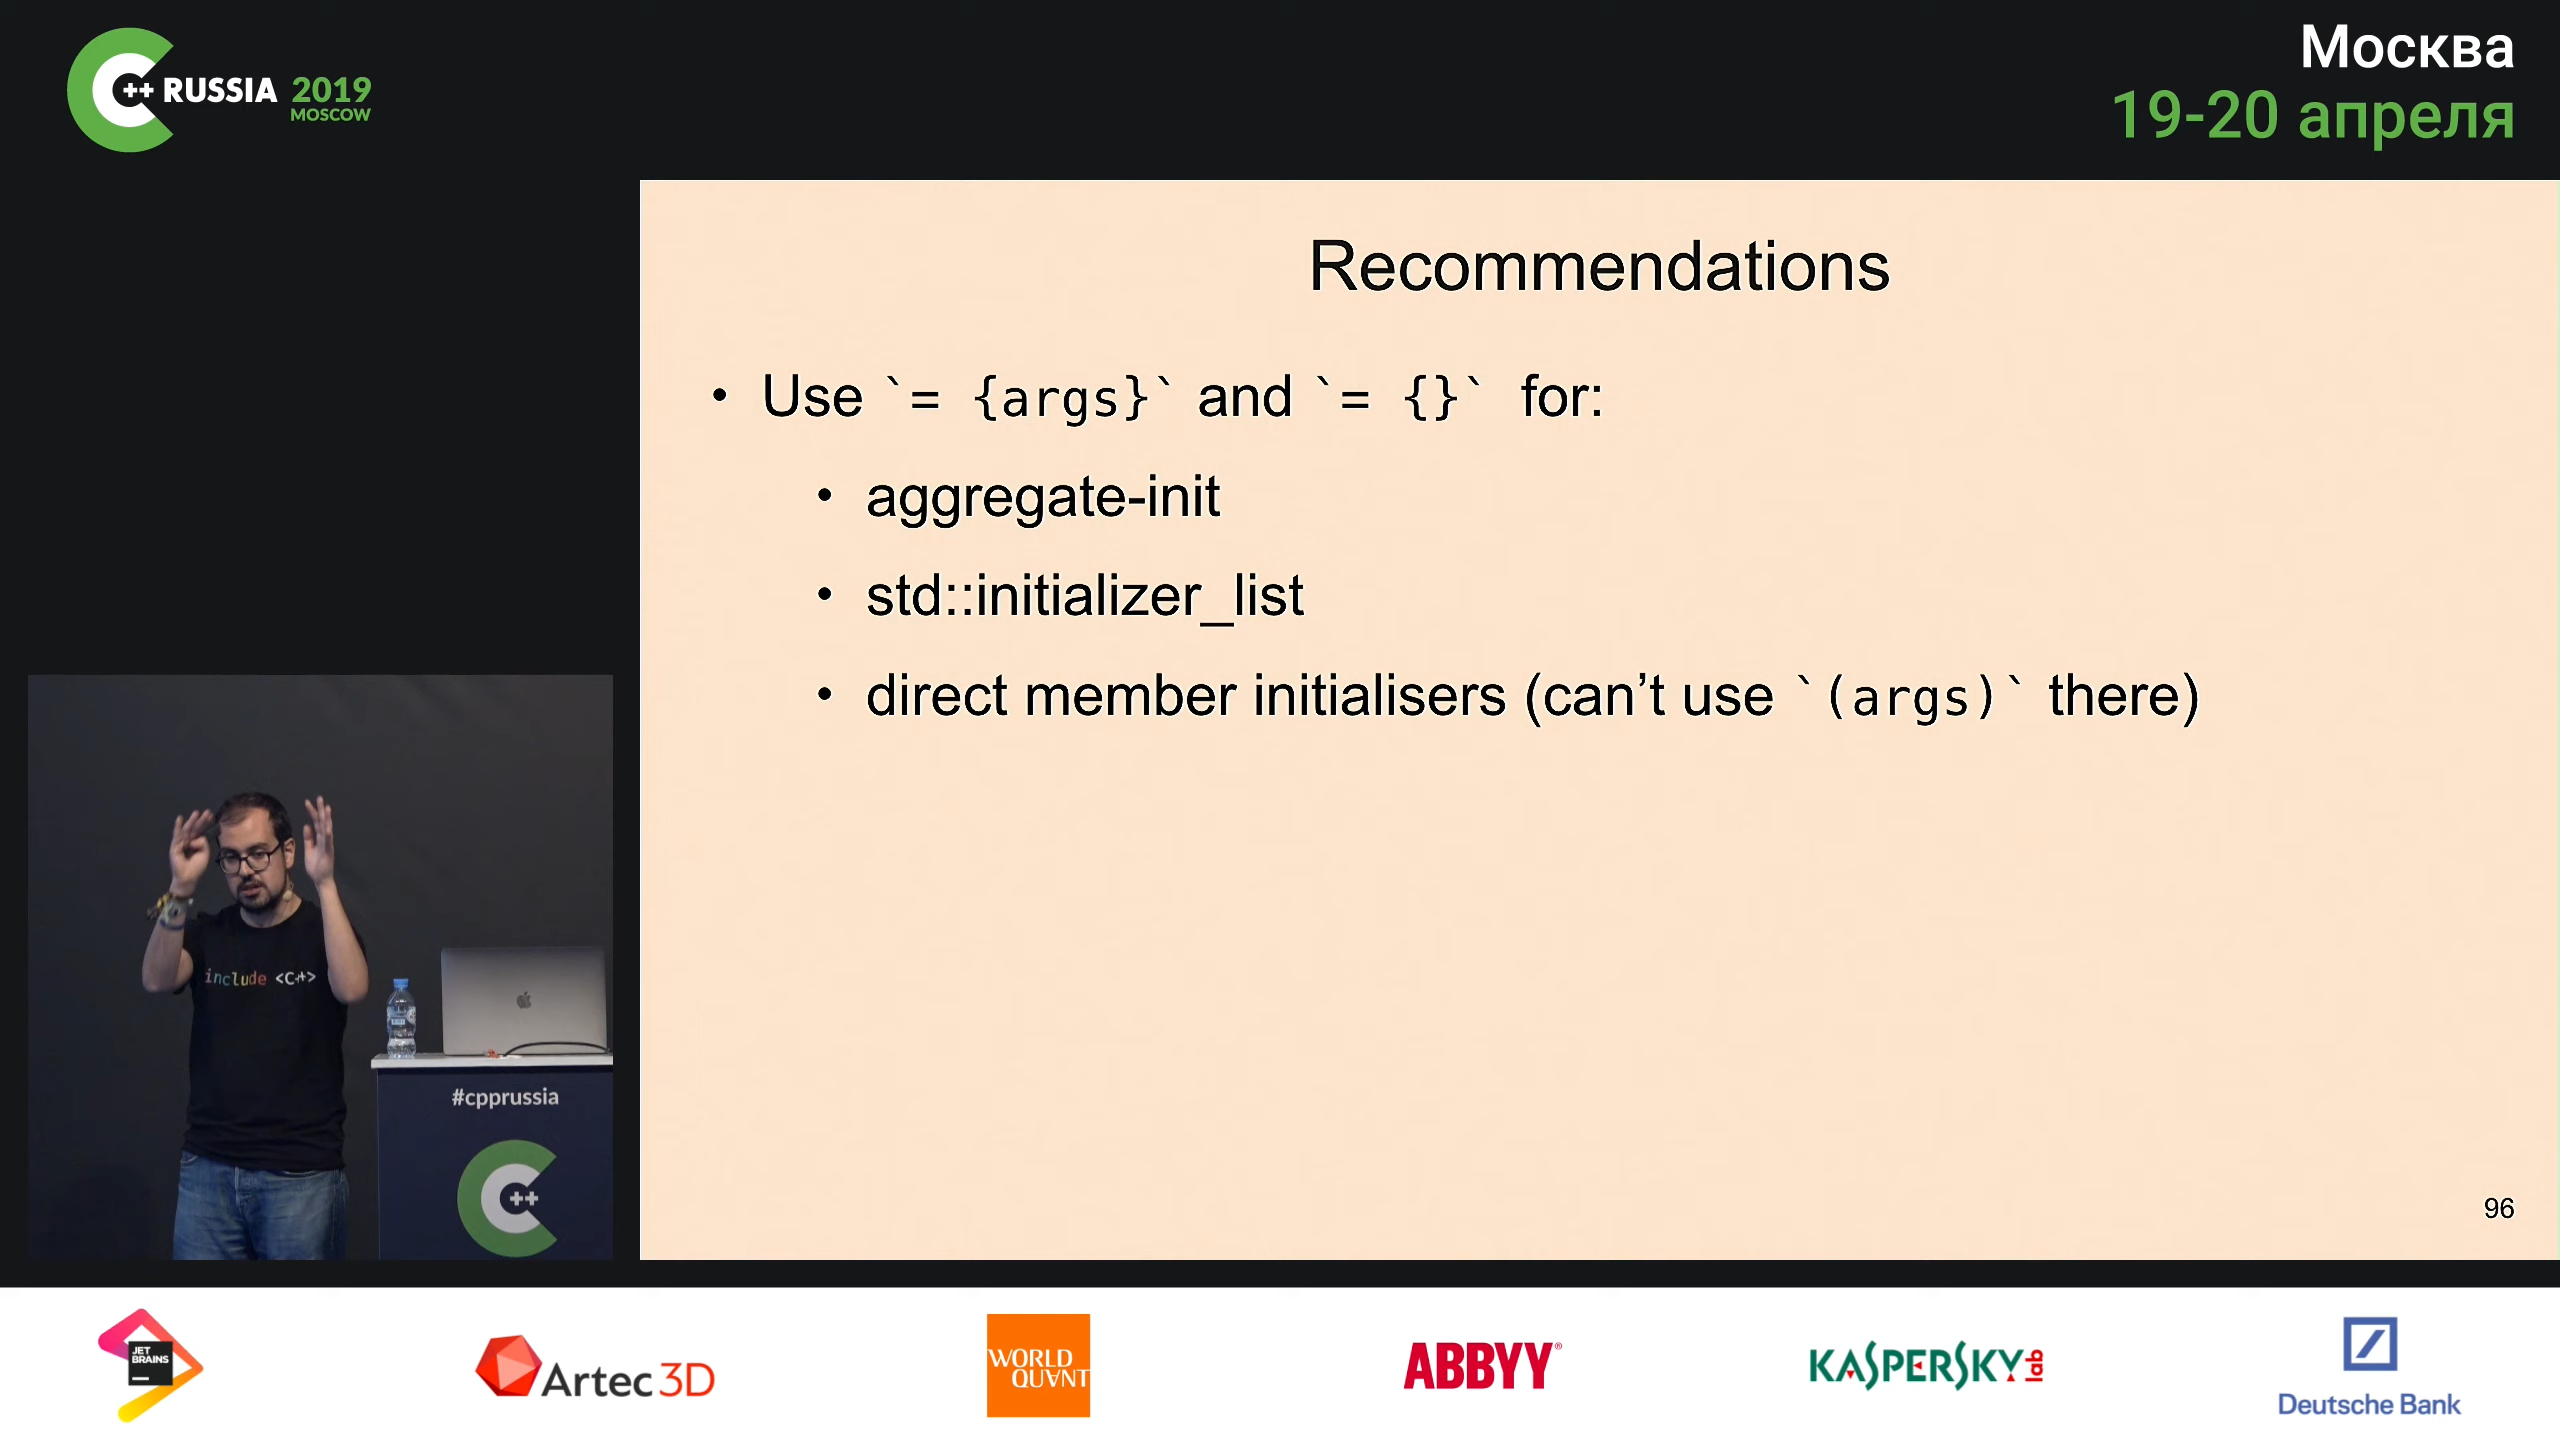 ++ RUSSIA 2019
MOSCOW
Москва
19-20 апреля
Recommendations
• Use `= {args}` and `= {}` for:
• aggregate-init
• std::initializer_list
• direct member initialisers (can’t use `(args)` there)
include <C++>
#cpprussia
++
96
JET
BRAINS
Artec 3D
WORLD
QUANT
ABBYY®
KASPERSKY lab
Deutsche Bank